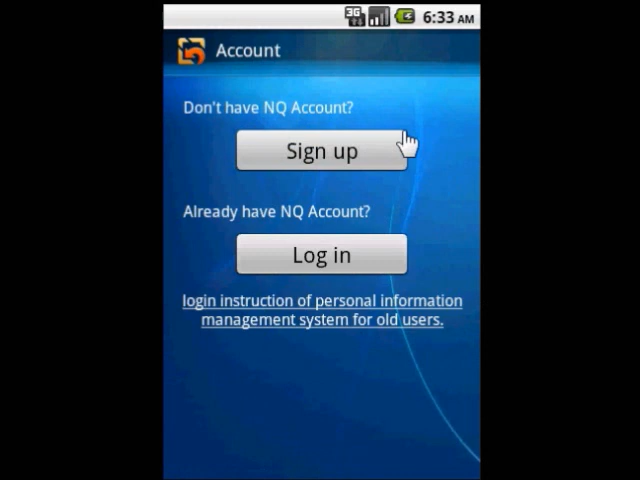 3G 6:33 AM
Account
Don't have NQ Account?
Sign up
Already have NQ Account?
Log in
login instruction of personal information
management system for old users.